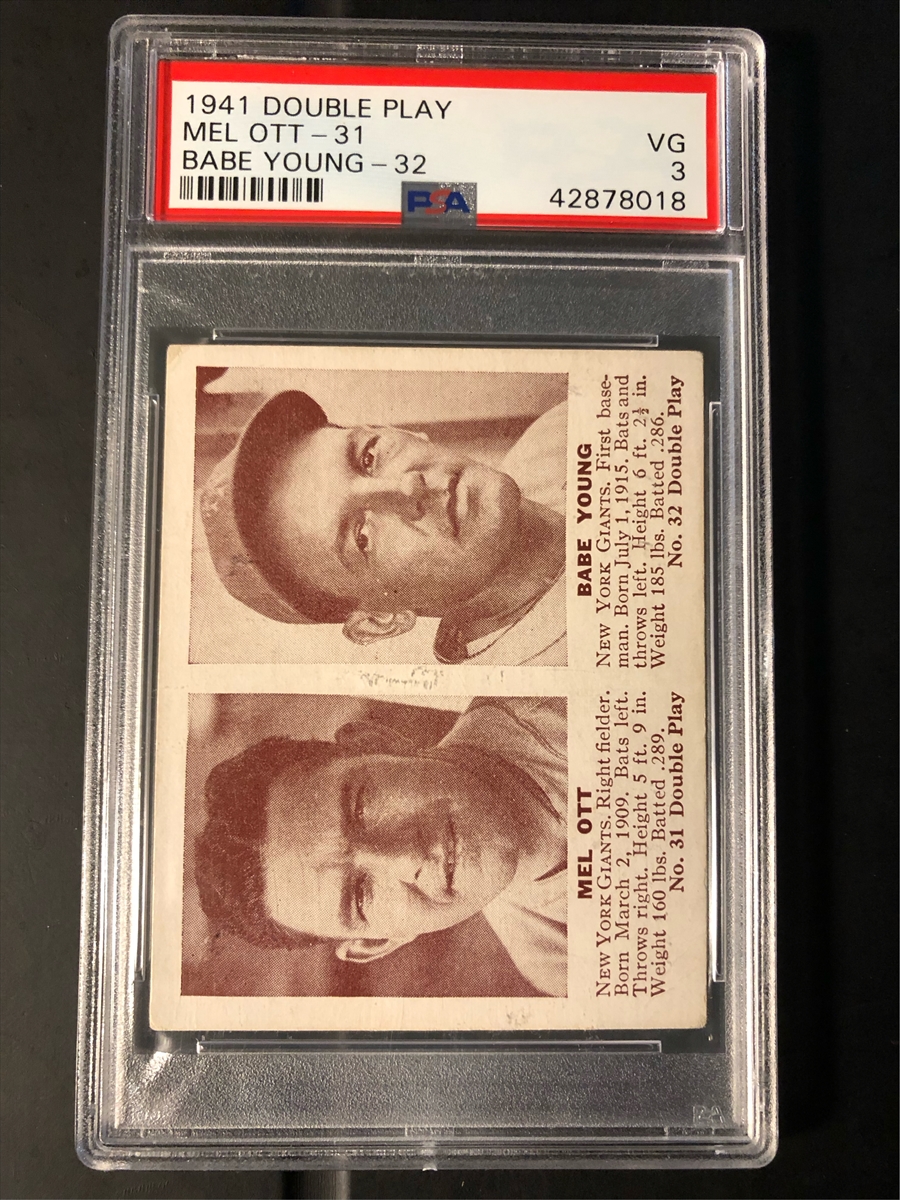 1941 DOUBLE PLAY
MEL OTT – 31
BABE YOUNG – 32
VG
3
42878018
PSA
MEL OTT
NEW YORK GIANTS. Right fielder.
Born March 2, 1909. Bats left.
Throws right. Height 5 ft. 9 in.
Weight 160 lbs. Batted .289.
No. 31 Double Play
BABE YOUNG
NEW YORK GIANTS. First base-
man. Born July 1, 1915. Bats and
throws left. Height 6 ft. 2½ in.
Weight 185 lbs. Batted .286.
No. 32 Double Play